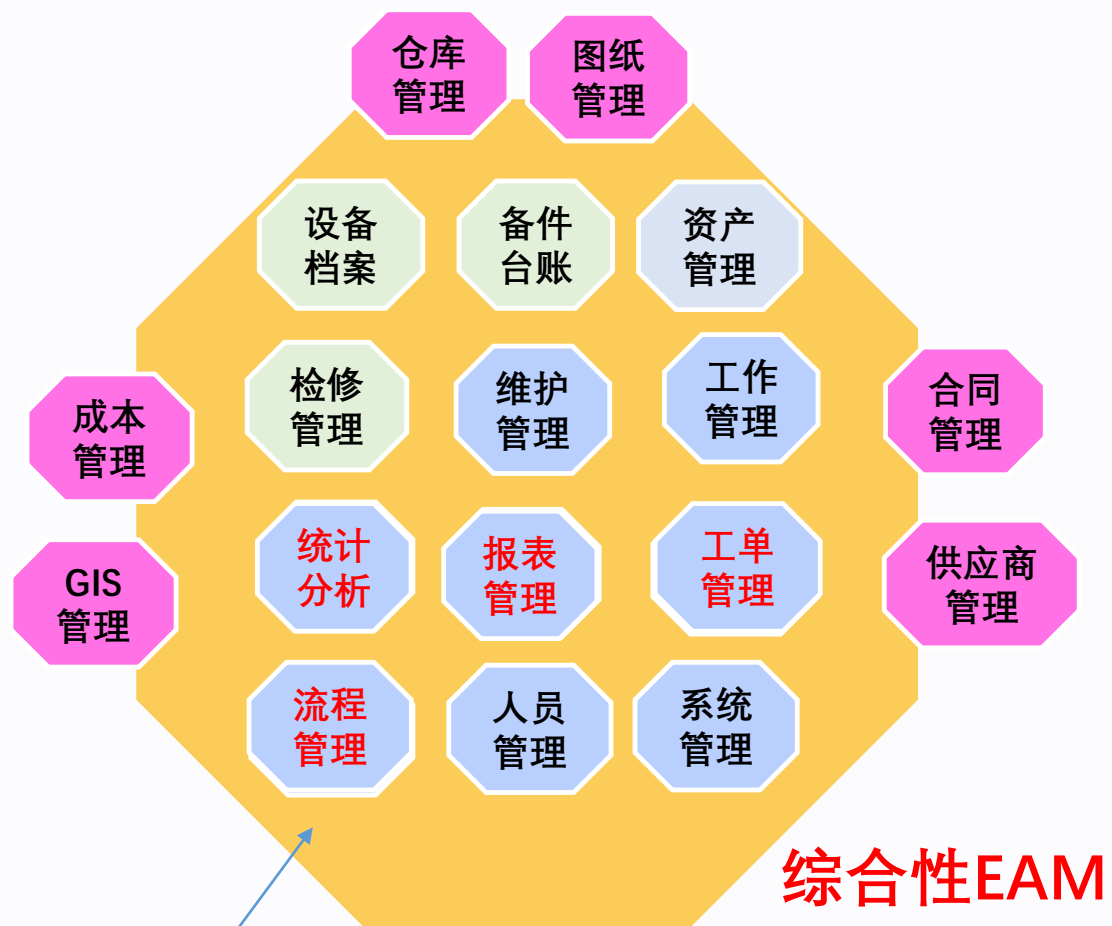 仓库
管理
图纸
管理
设备
档案
备件
台账
资产
管理
检修
管理
维护
管理
工作
管理
成本
管理
合同
管理
统计
分析
报表
管理
工单
管理
GIS
管理
供应商
管理
流程
管理
人员
管理
系统
管理
综合性EAM